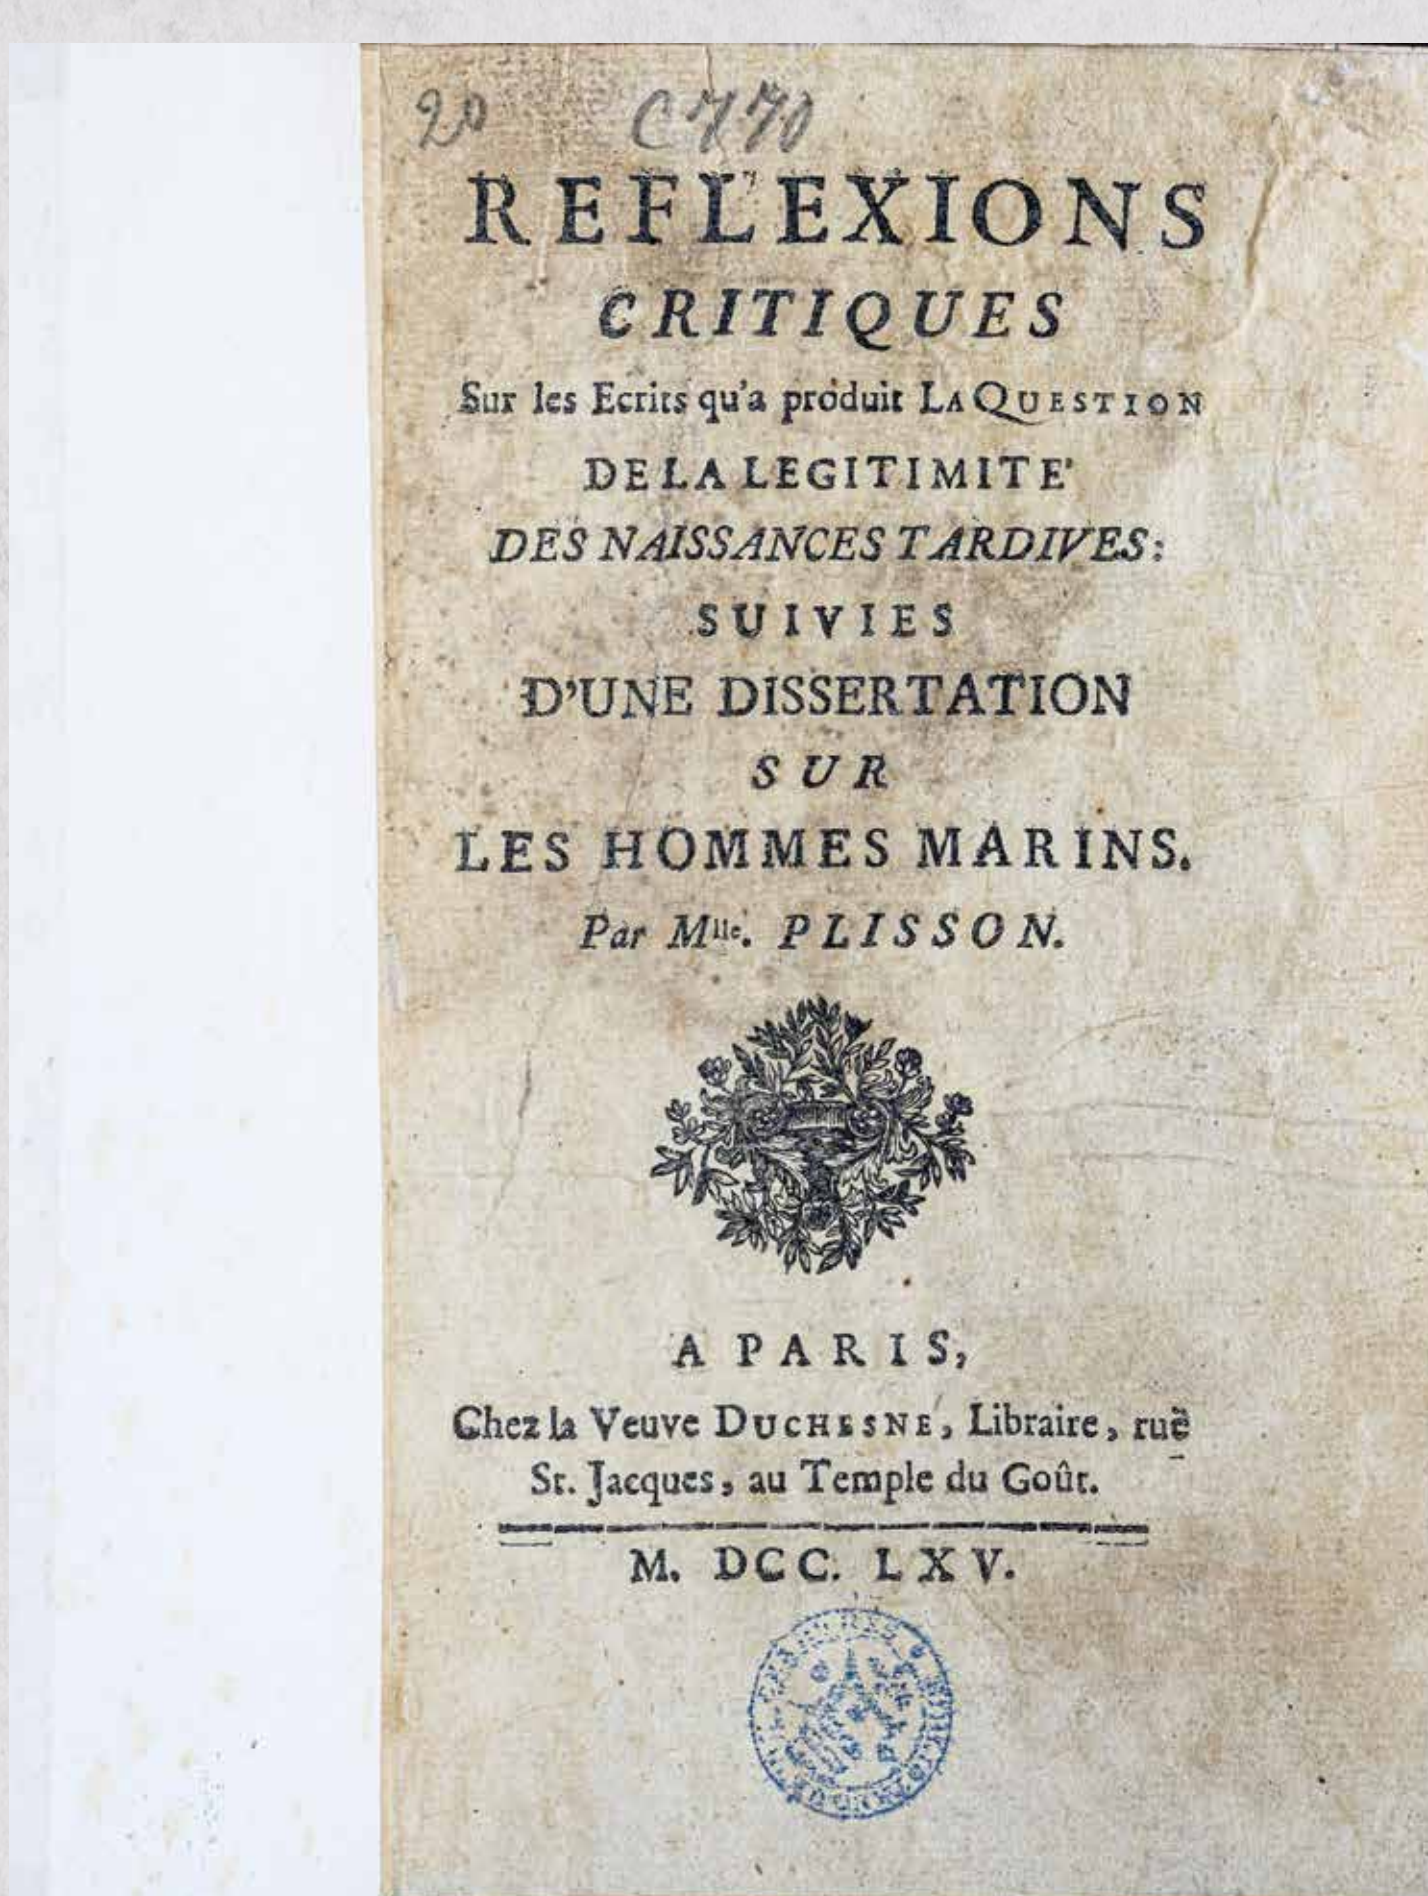 20 C770
REFLEXIONS
CRITIQUES
Sur les Ecrits qu'a produit LA QUESTION
DE LA LEGITIMITE'
DES NAISSANCES TARDIVES:
SUIVIES
D'UNE DISSERTATION
SUR
LES HOMMES MARINS.
Par Mlle. PLISSON.
A PARIS,
Chez la Veuve DUCHESNE, Libraire, ruë
St. Jacques, au Temple du Goût.
M. DCC. LXV.